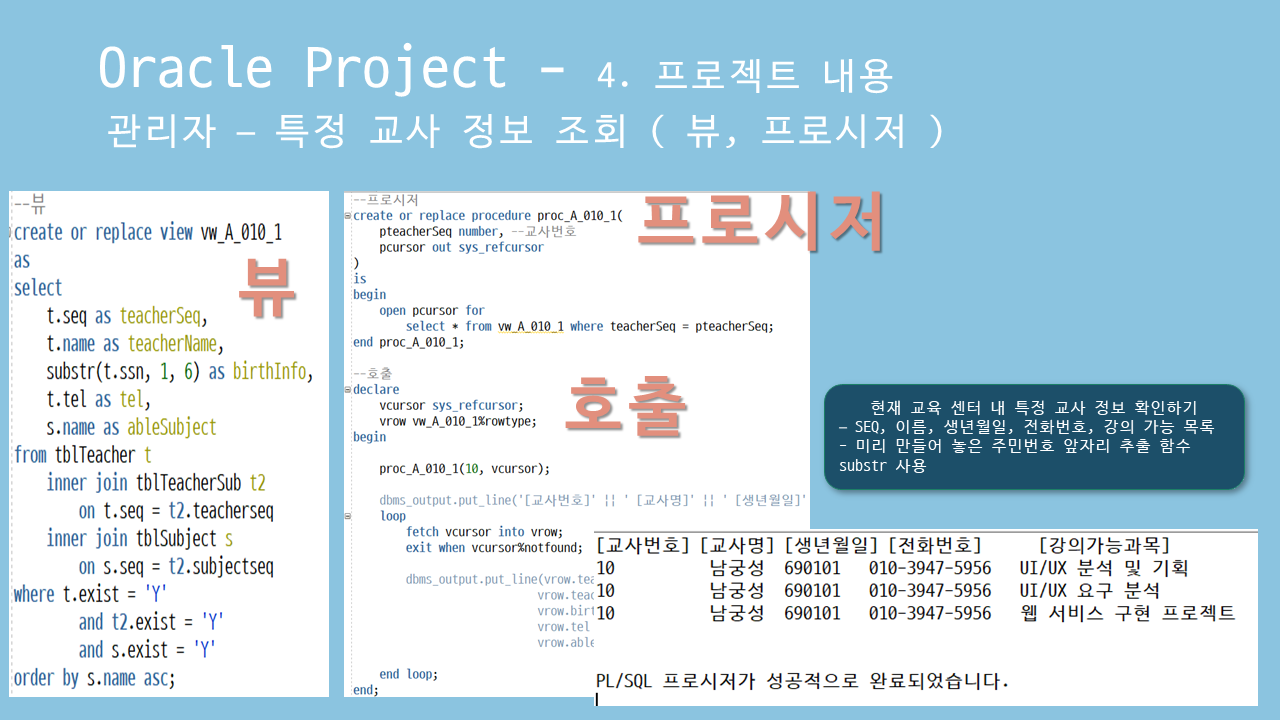 Oracle Project - 4. 프로젝트 내용
관리자 – 특정 교사 정보 조회 ( 뷰, 프로시저 )
--뷰
create or replace view vw_A_010_1
as
select
t.seq as teacherSeq,
t.name as teacherName,
substr(t.ssn, 1, 6) as birthInfo,
t.tel as tel,
s.name as ableSubject
from tblTeacher t
inner join tblTeacherSub t2
on t.seq = t2.teacherseq
inner join tblSubject s
on s.seq = t2.subjectseq
where t.exist = 'Y'
and t2.exist = 'Y'
and s.exist = 'Y'
order by s.name asc;
뷰
--프로시저
create or replace procedure proc_A_010_1(
pteacherSeq number, --교사번호
pcursor out sys_refcursor
)
is
begin
open pcursor for
select * from vw_A_010_1 where teacherSeq = pteacherSeq;
end proc_A_010_1;
프로시저
--호출
declare
vcursor sys_refcursor;
vrow vw_A_010_1%rowtype;
begin
proc_A_010_1(10, vcursor);
dbms_output.put_line('[교사번호]' || ' [교사명]' || ' [생년월일]'
loop
fetch vcursor into vrow;
exit when vcursor%notfound;
dbms_output.put_line(vrow.tea
vrow.teac
vrow.birt
vrow.tel
vrow.able
end loop;
end;
호출
현재 교육 센터 내 특정 교사 정보 확인하기
– SEQ, 이름, 생년월일, 전화번호, 강의 가능 목록
- 미리 만들어 놓은 주민번호 앞자리 추출 함수
substr 사용
[교사번호] [교사명] [생년월일] [전화번호] [강의가능과목]
10 남궁성 690101 010-3947-5956 UI/UX 분석 및 기획
10 남궁성 690101 010-3947-5956 UI/UX 요구 분석
10 남궁성 690101 010-3947-5956 웹 서비스 구현 프로젝트
PL/SQL 프로시저가 성공적으로 완료되었습니다.